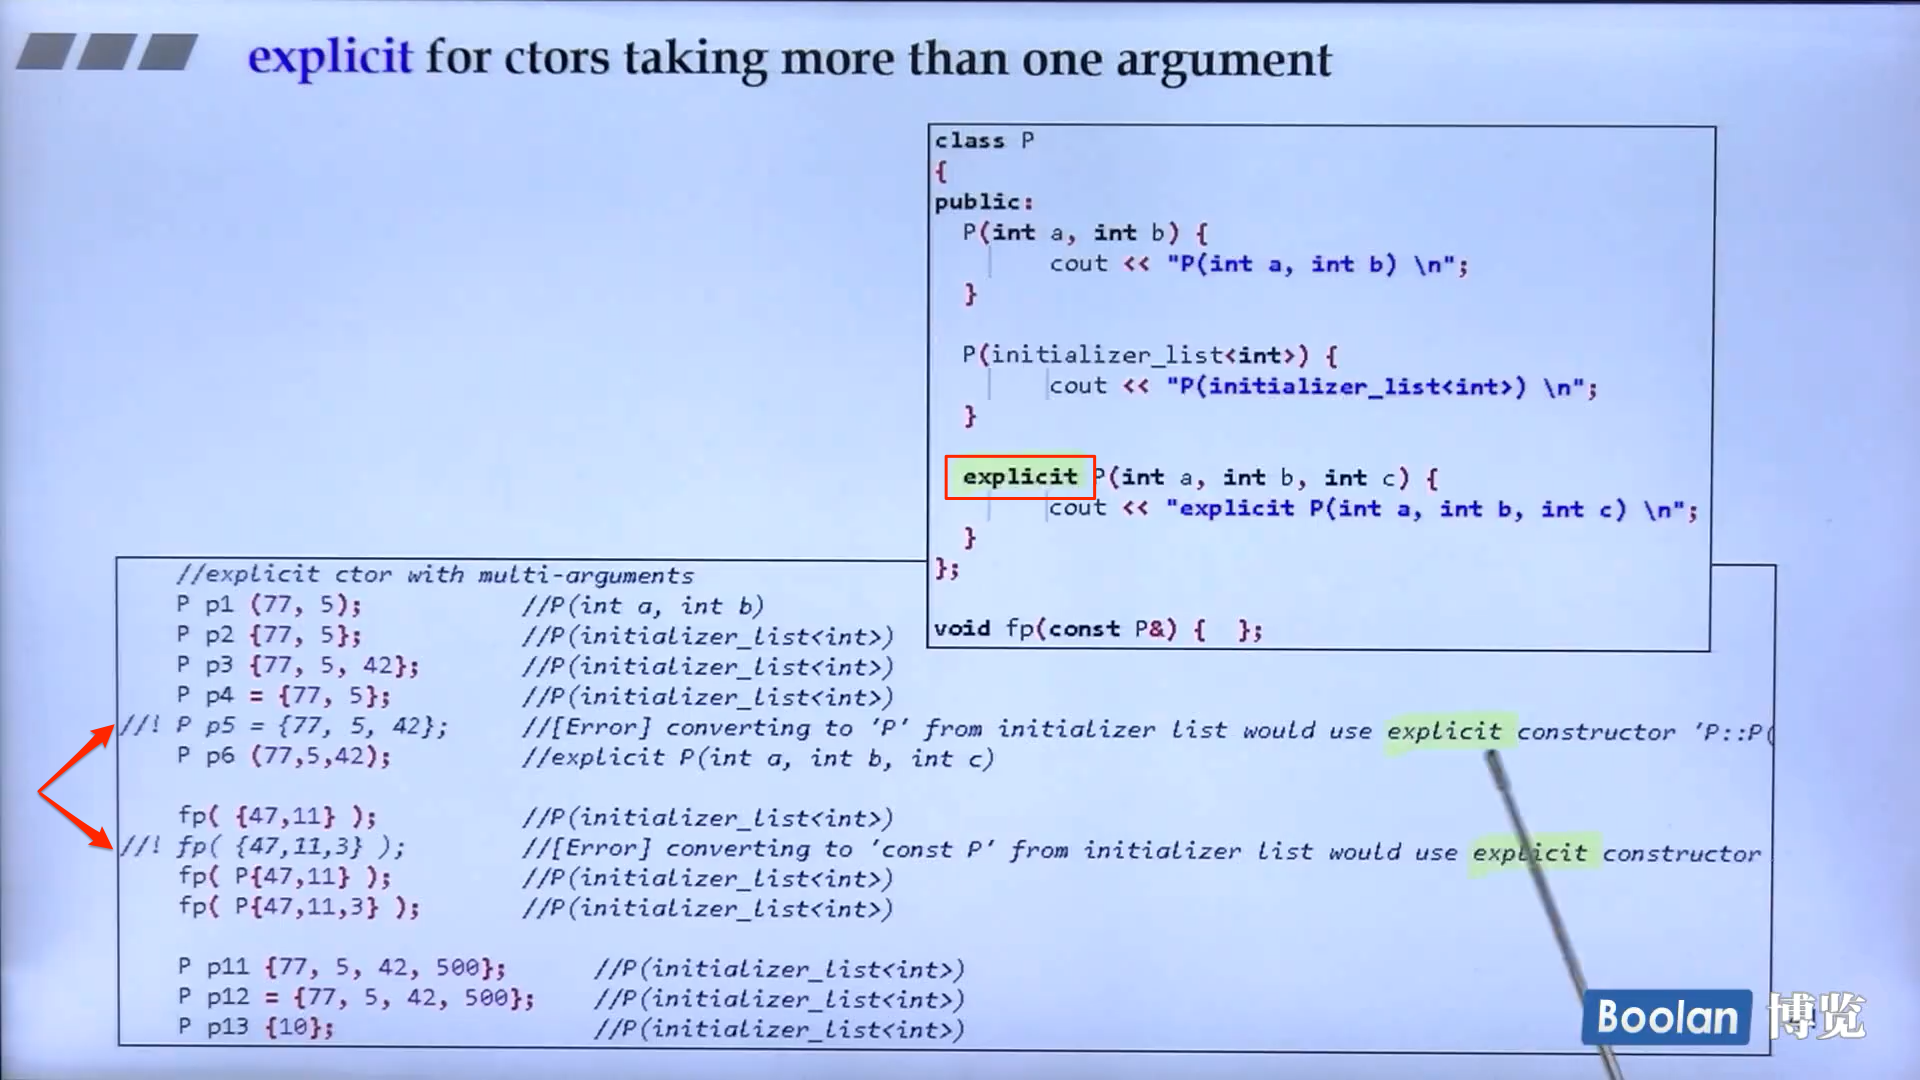 explicit for ctors taking more than one argument
class P
{
public:
P(int a, int b) {
cout << "P(int a, int b) \n";
}
P(initializer_list<int>) {
cout << "P(initializer_list<int>) \n";
}
explicit P(int a, int b, int c) {
cout << "explicit P(int a, int b, int c) \n";
}
};
void fp(const P&) { };
//explicit ctor with multi-arguments
P p1 (77, 5); //P(int a, int b)
P p2 {77, 5}; //P(initializer_list<int>)
P p3 {77, 5, 42}; //P(initializer_list<int>)
P p4 = {77, 5}; //P(initializer_list<int>)
//! P p5 = {77, 5, 42}; //[Error] converting to 'P' from initializer list would use explicit constructor 'P::P(
P p6 (77,5,42); //explicit P(int a, int b, int c)
fp( {47,11} ); //P(initializer_list<int>)
//! fp( {47,11,3} ); //[Error] converting to 'const P' from initializer list would use explicit constructor
fp( P{47,11} ); //P(initializer_list<int>)
fp( P{47,11,3} ); //P(initializer_list<int>)
P p11 {77, 5, 42, 500}; //P(initializer_list<int>)
P p12 = {77, 5, 42, 500}; //P(initializer_list<int>)
P p13 {10}; //P(initializer_list<int>)
Boolan 博览